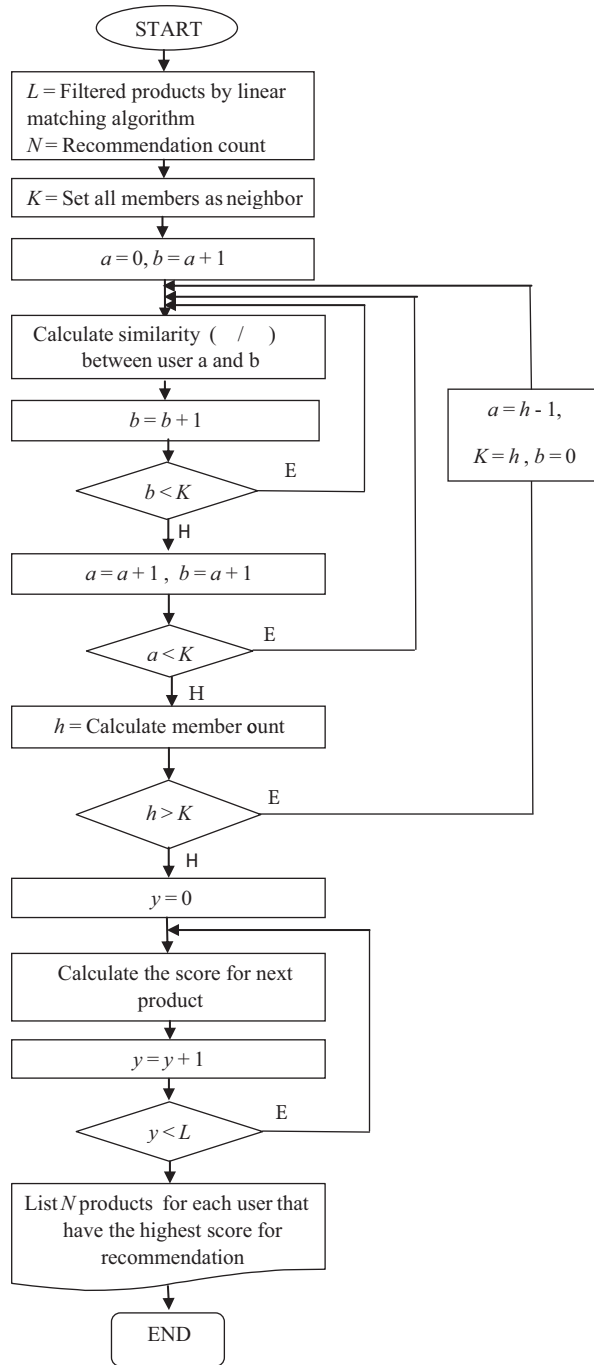 START
L = Filtered products by linear
matching algorithm
N = Recommendation count
K = Set all members as neighbor
a = 0, b = a + 1
Calculate similarity ( / )
between user a and b
b = b + 1
b < K
E
H
a = a + 1 , b = a + 1
a < K
E
H
h = Calculate member ount
h > K
E
H
a = h - 1,
K = h , b = 0
y = 0
Calculate the score for next
product
y = y + 1
y < L
E
List N products for each user that
have the highest score for
recommendation
END